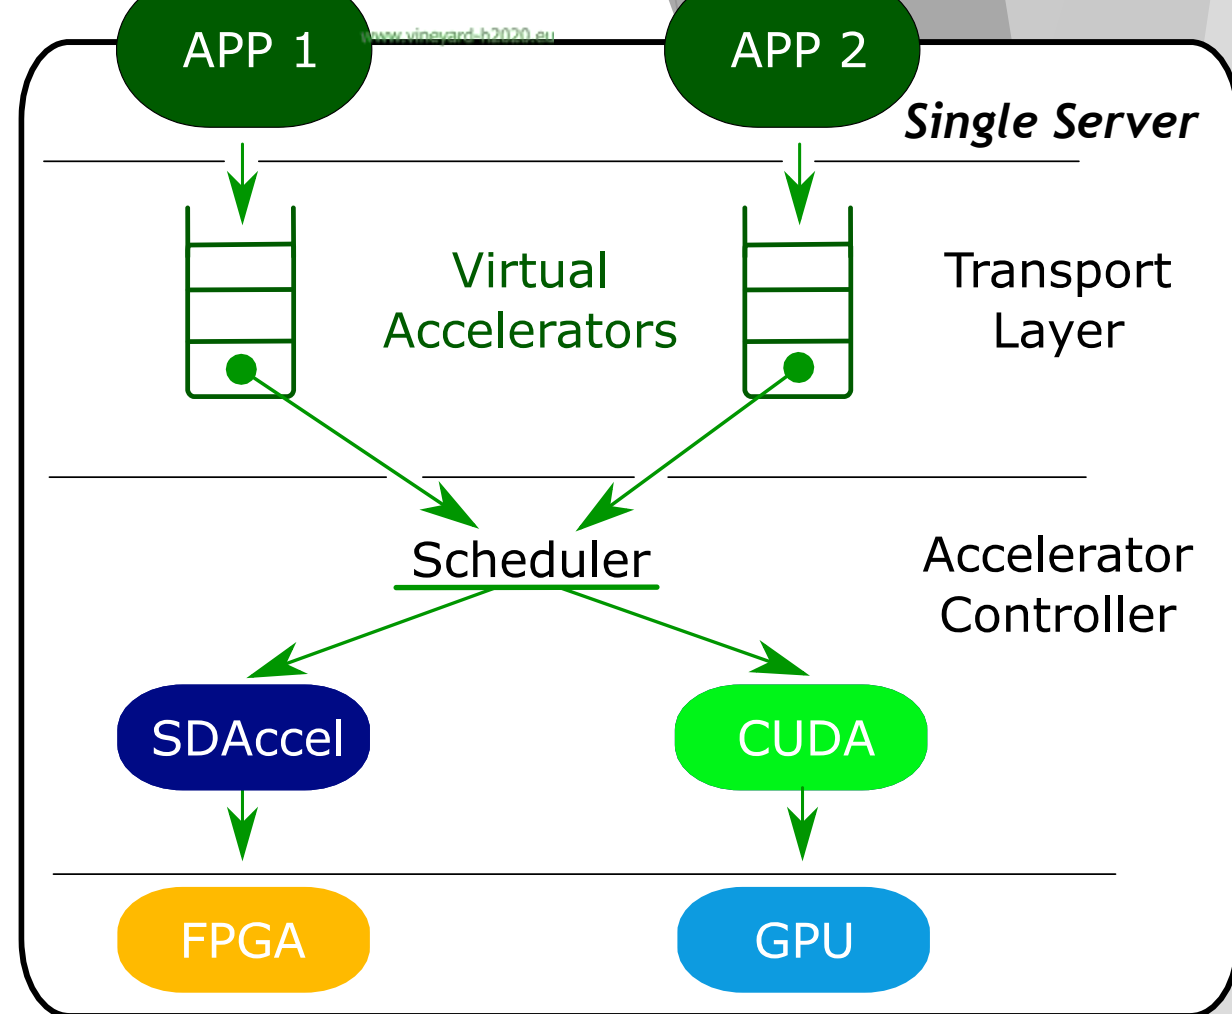 www.vineyard-h2020.eu
APP 1
APP 2
Single Server
Virtual
Accelerators
Transport
Layer
Scheduler
Accelerator
Controller
SDAccel
CUDA
FPGA
GPU